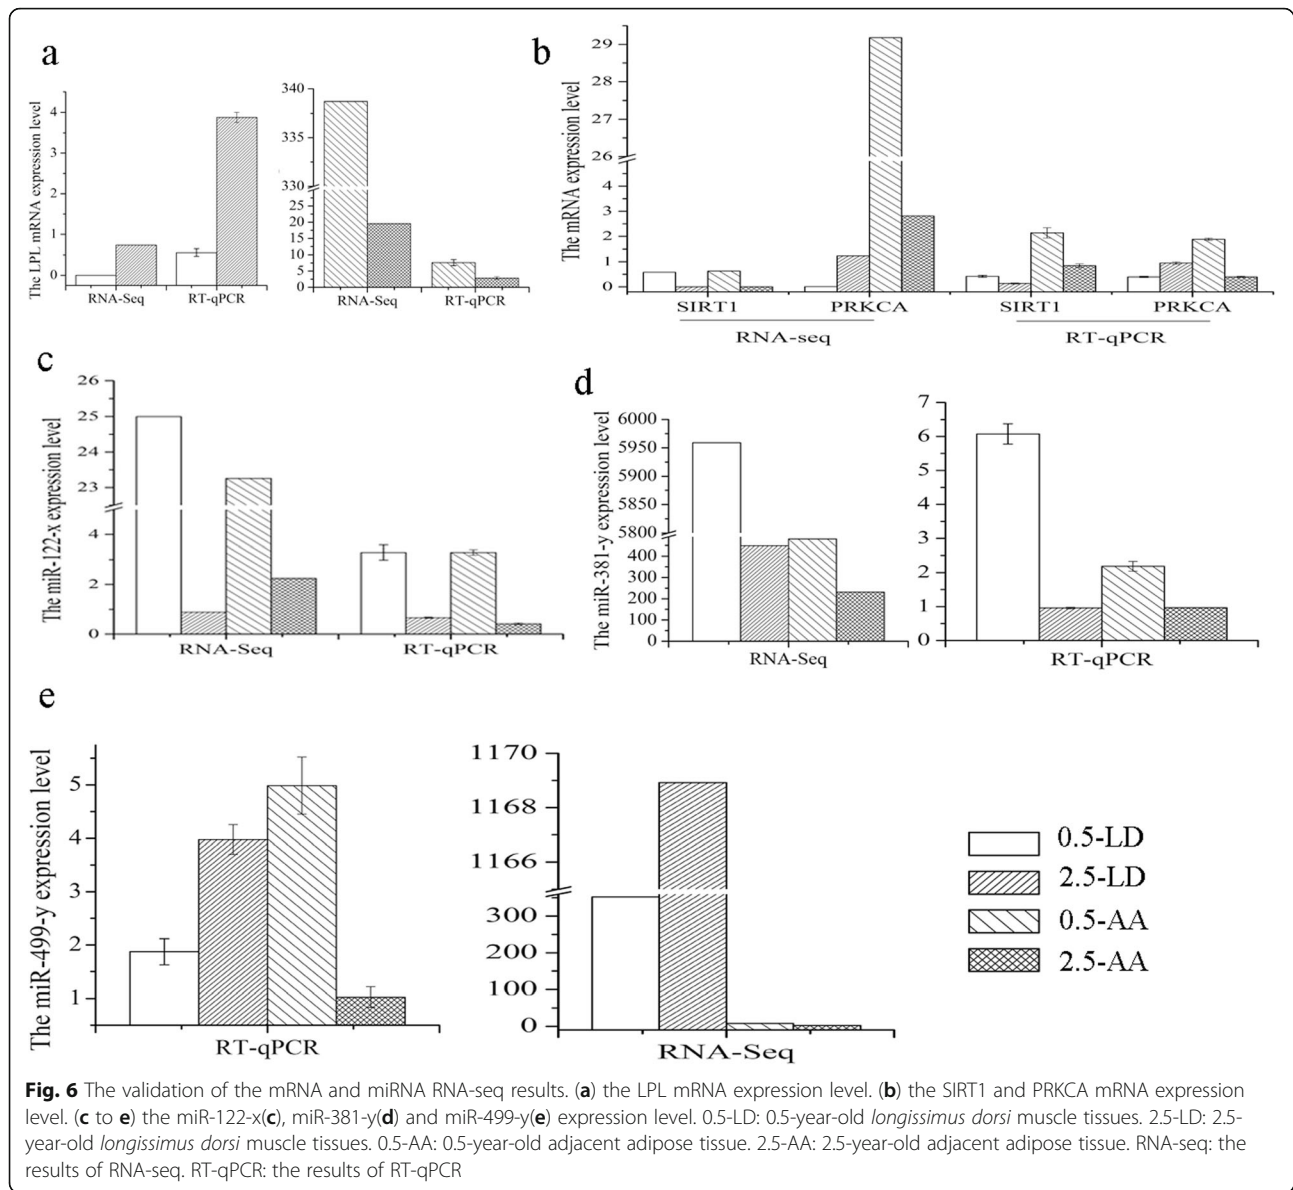 a
The LPL mRNA expression level
4
3
2
1
0
RNA-Seq
RT-qPCR
340
335
330
25
20
15
10
5
0
RNA-Seq
RT-qPCR
b
The mRNA expression level
29
28
27
26
4
3
2
1
0
SIRT1
PRKCA
SIRT1
PRKCA
RNA-seq
RT-qPCR
c
The miR-122-x expression level
26
25
24
23
4
2
0
RNA-Seq
RT-qPCR
d
The miR-381-y expression level
6000
5950
5900
5850
5800
400
300
200
100
0
RNA-Seq
7
6
5
4
3
2
1
0
RT-qPCR
e
The miR-499-y expression level
5
4
3
2
1
RT-qPCR
1170
1168
1166
300
200
100
0
RNA-Seq
0.5-LD
2.5-LD
0.5-AA
2.5-AA
Fig. 6 The validation of the mRNA and miRNA RNA-seq results. (a) the LPL mRNA expression level. (b) the SIRT1 and PRKCA mRNA expression
level. (c to e) the miR-122-x(c), miR-381-y(d) and miR-499-y(e) expression level. 0.5-LD: 0.5-year-old longissimus dorsi muscle tissues. 2.5-LD: 2.5-
year-old longissimus dorsi muscle tissues. 0.5-AA: 0.5-year-old adjacent adipose tissue. 2.5-AA: 2.5-year-old adjacent adipose tissue. RNA-seq: the
results of RNA-seq. RT-qPCR: the results of RT-qPCR